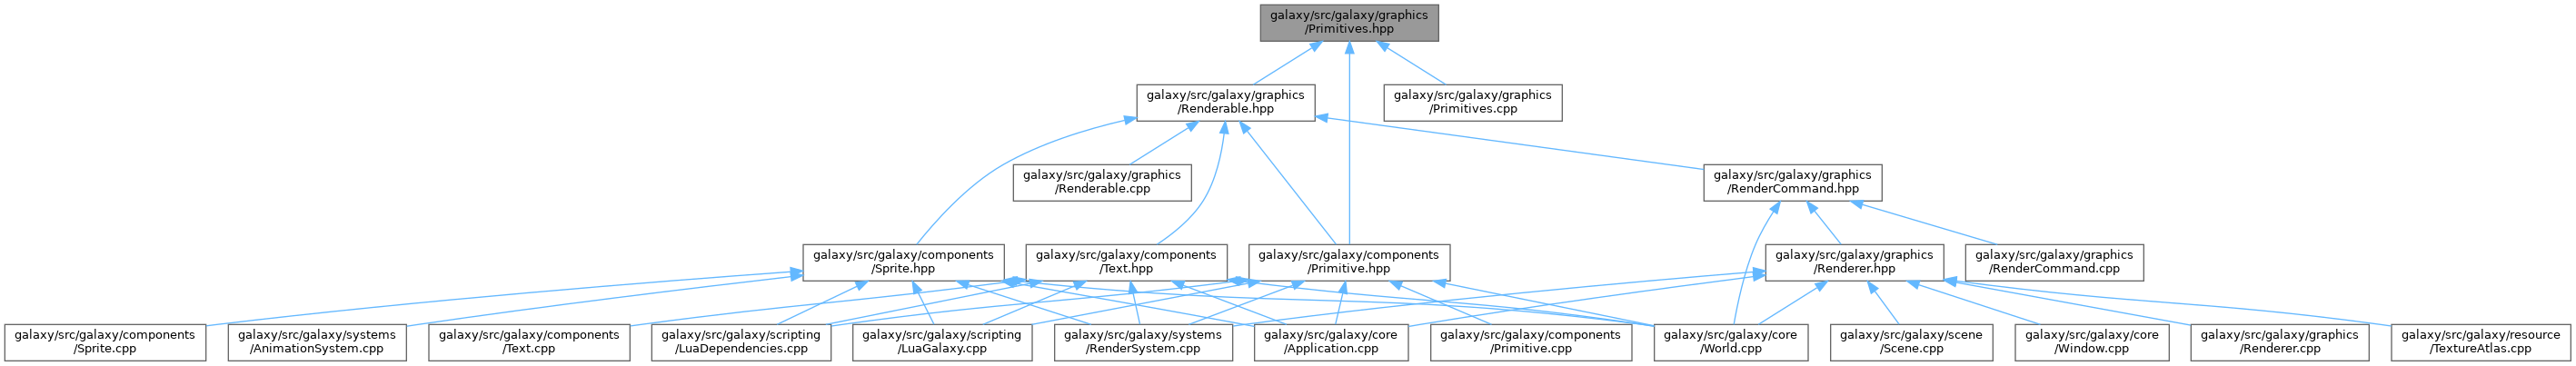 galaxy/src/galaxy/graphics
/Primitives.hpp
galaxy/src/galaxy/graphics
/Renderable.hpp
galaxy/src/galaxy/graphics
/Primitives.cpp
galaxy/src/galaxy/graphics
/Renderable.cpp
galaxy/src/galaxy/graphics
/RenderCommand.hpp
galaxy/src/galaxy/components
/Sprite.hpp
galaxy/src/galaxy/components
/Text.hpp
galaxy/src/galaxy/components
/Primitive.hpp
galaxy/src/galaxy/graphics
/Renderer.hpp
galaxy/src/galaxy/graphics
/RenderCommand.cpp
galaxy/src/galaxy/components
/Sprite.cpp
galaxy/src/galaxy/systems
/AnimationSystem.cpp
galaxy/src/galaxy/components
/Text.cpp
galaxy/src/galaxy/scripting
/LuaDependencies.cpp
galaxy/src/galaxy/scripting
/LuaGalaxy.cpp
galaxy/src/galaxy/systems
/RenderSystem.cpp
galaxy/src/galaxy/core
/Application.cpp
galaxy/src/galaxy/components
/Primitive.cpp
galaxy/src/galaxy/core
/World.cpp
galaxy/src/galaxy/scene
/Scene.cpp
galaxy/src/galaxy/core
/Window.cpp
galaxy/src/galaxy/graphics
/Renderer.cpp
galaxy/src/galaxy/resource
/TextureAtlas.cpp